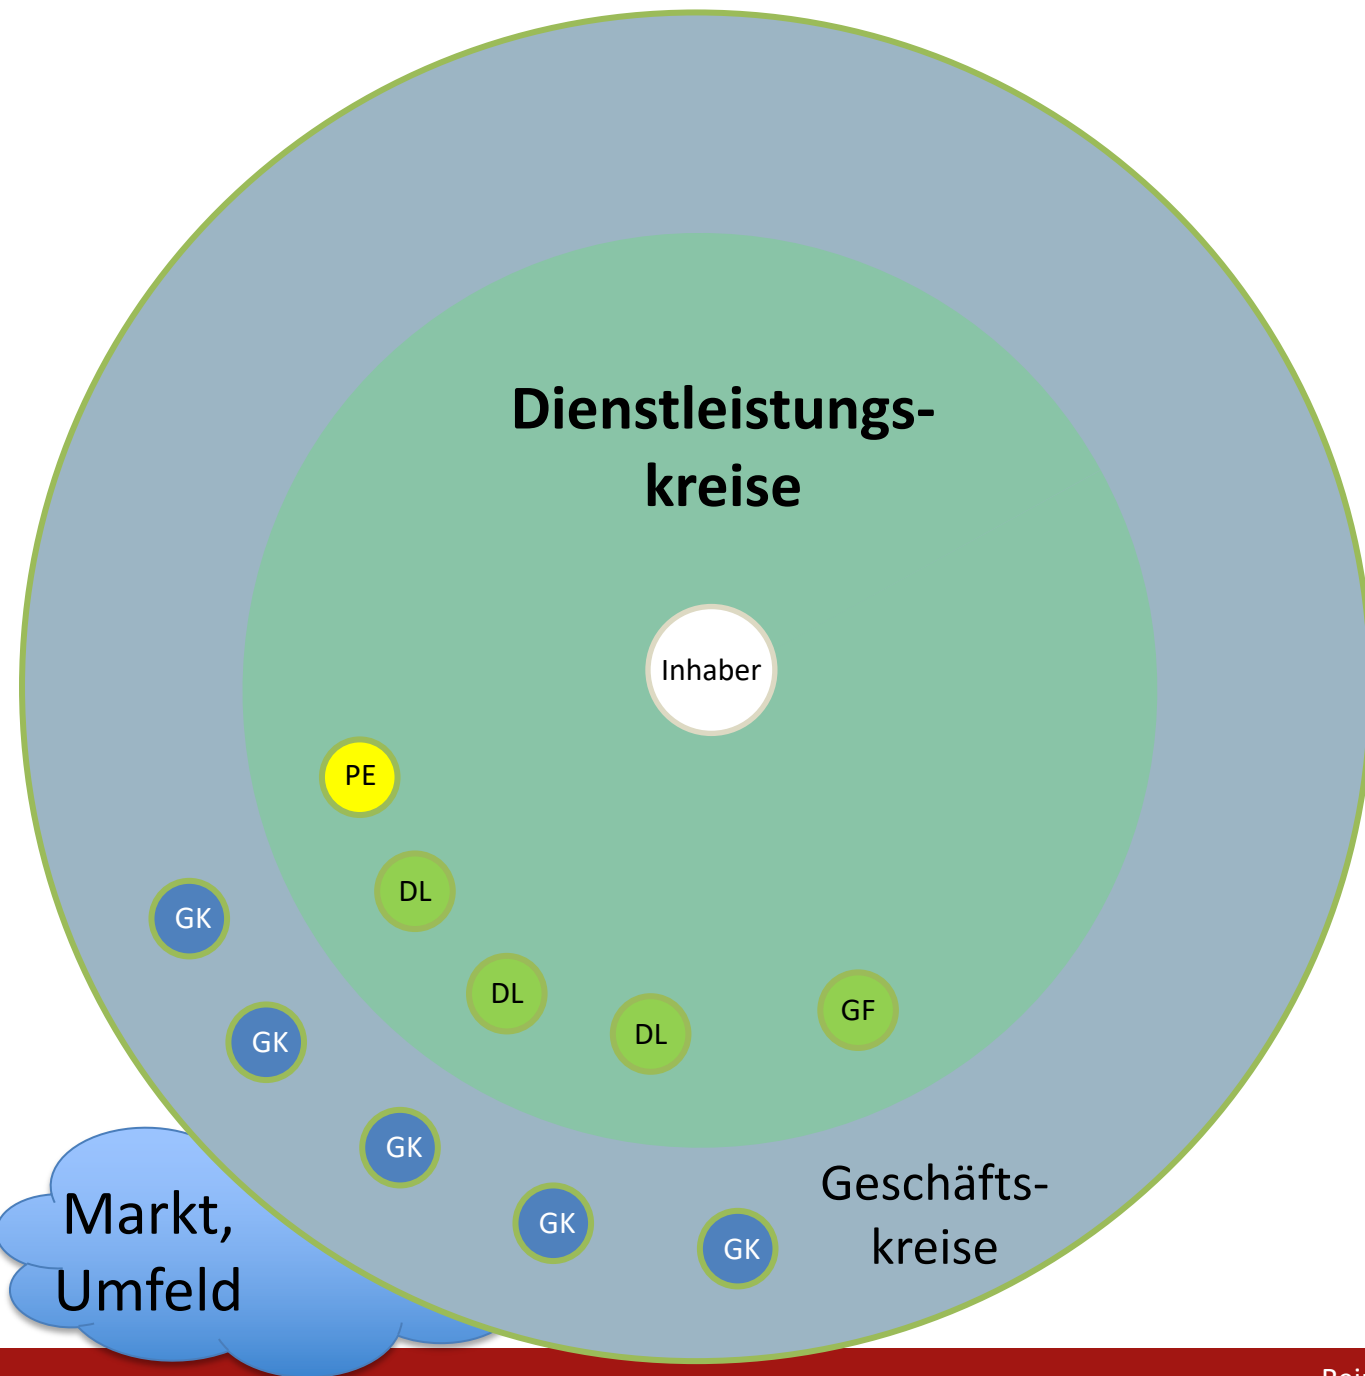 Dienstleistungs-
kreise
Inhaber
PE
DL
GK
DL
GF
DL
GK
GK
Geschäfts-
kreise
GK
GK
Markt,
Umfeld